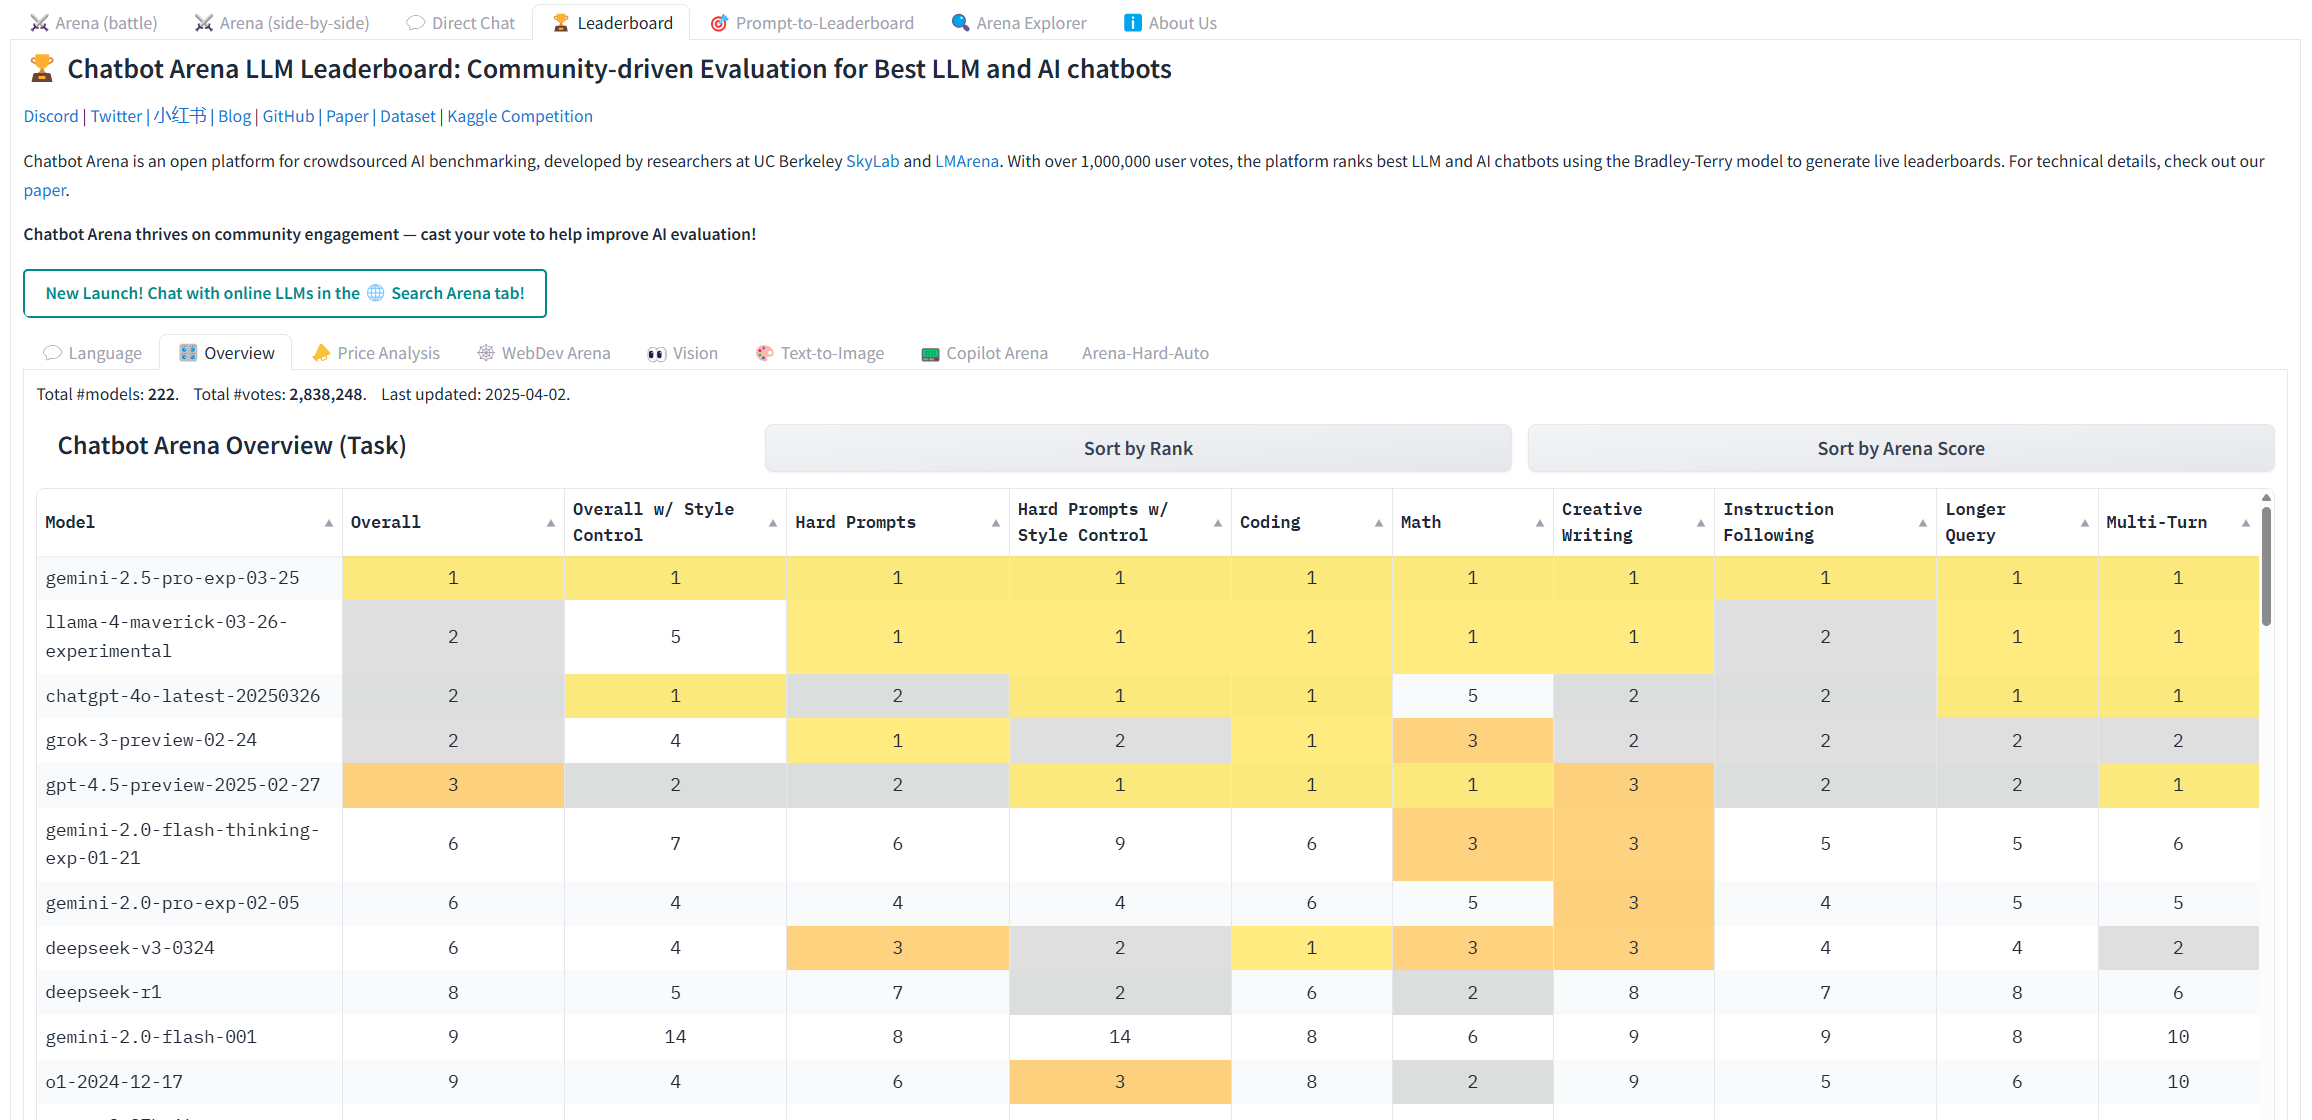 Arena (battle) Arena (side-by-side) Direct Chat Leaderboard Prompt-to-Leaderboard Arena Explorer About Us
Chatbot Arena LLM Leaderboard: Community-driven Evaluation for Best LLM and AI chatbots
Discord | Twitter | 小红书 | Blog | GitHub | Paper | Dataset | Kaggle Competition
Chatbot Arena is an open platform for crowdsourced AI benchmarking, developed by researchers at UC Berkeley SkyLab and LMArena. With over 1,000,000 user votes, the platform ranks best LLM and AI chatbots using the Bradley-Terry model to generate live leaderboards. For technical details, check out our
paper.
Chatbot Arena thrives on community engagement — cast your vote to help improve AI evaluation!
New Launch! Chat with online LLMs in the 🌐 Search Arena tab!
Language Overview Price Analysis WebDev Arena Vision Text-to-Image Copilot Arena Arena-Hard-Auto
Total #models: 222. Total #votes: 2,838,248. Last updated: 2025-04-02.
Chatbot Arena Overview (Task) Sort by Rank Sort by Arena Score
Model Overall Overall w/ Style Control Hard Prompts Hard Prompts w/ Style Control Coding Math Creative Writing Instruction Following Longer Query Multi-Turn
gemini-2.5-pro-exp-03-25 1 1 1 1 1 1 1 1 1 1
llama-4-maverick-03-26-experimental 2 5 1 1 1 1 1 2 1 1
chatgpt-4o-latest-20250326 2 1 2 1 1 5 2 2 1 1
grok-3-preview-02-24 2 4 1 2 1 3 2 2 2 2
gpt-4.5-preview-2025-02-27 3 2 2 1 1 1 3 2 2 1
gemini-2.0-flash-thinking-exp-01-21 6 7 6 9 6 3 3 5 5 6
gemini-2.0-pro-exp-02-05 6 4 4 4 6 5 3 4 5 5
deepseek-v3-0324 6 4 3 2 1 3 3 4 4 2
deepseek-r1 8 5 7 2 6 2 8 7 8 6
gemini-2.0-flash-001 9 14 8 14 8 6 9 9 8 10
o1-2024-12-17 9 4 6 3 8 2 9 5 6 10